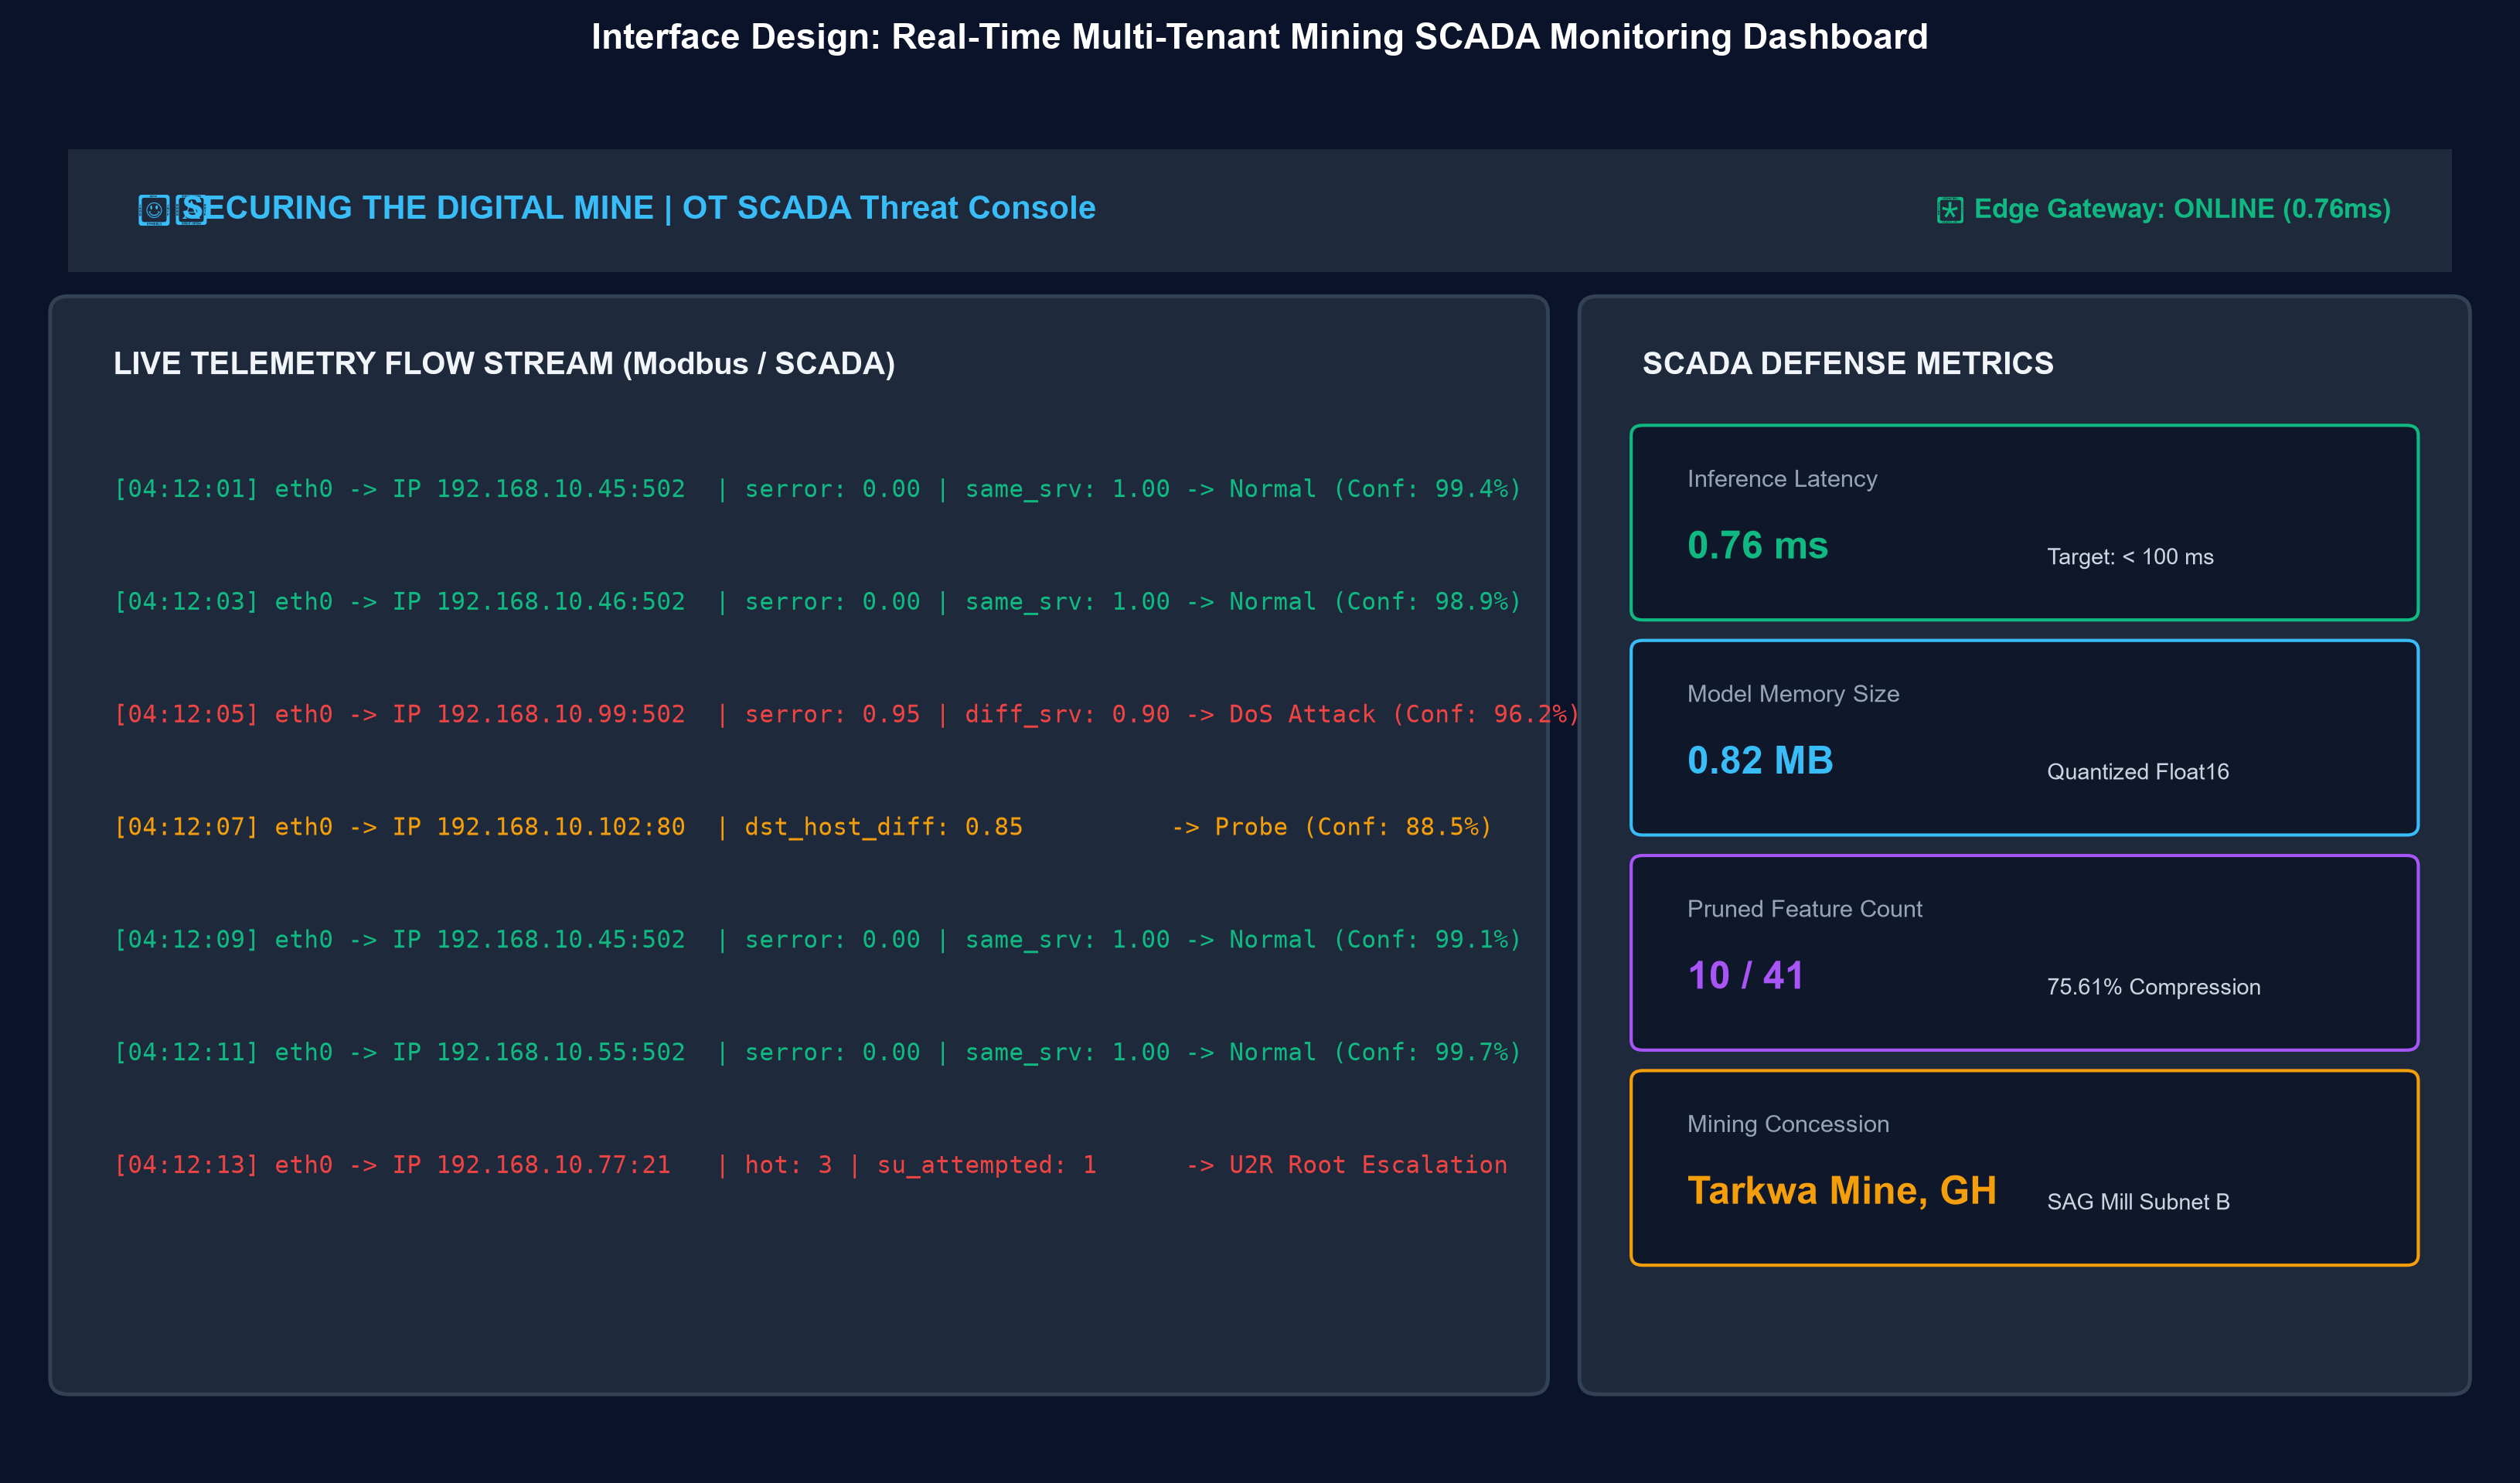 Interface Design: Real-Time Multi-Tenant Mining SCADA Monitoring Dashboard
SECURING THE DIGITAL MINE | OT SCADA Threat Console
Edge Gateway: ONLINE (0.76ms)
LIVE TELEMETRY FLOW STREAM (Modbus / SCADA)
[04:12:01] eth0 -> IP 192.168.10.45:502  | serror: 0.00 | same_srv: 1.00 -> Normal (Conf: 99.4%)
[04:12:03] eth0 -> IP 192.168.10.46:502  | serror: 0.00 | same_srv: 1.00 -> Normal (Conf: 98.9%)
[04:12:05] eth0 -> IP 192.168.10.99:502  | serror: 0.95 | diff_srv: 0.90 -> DoS Attack (Conf: 96.2%)
[04:12:07] eth0 -> IP 192.168.10.102:80  | dst_host_diff: 0.85          -> Probe (Conf: 88.5%)
[04:12:09] eth0 -> IP 192.168.10.45:502  | serror: 0.00 | same_srv: 1.00 -> Normal (Conf: 99.1%)
[04:12:11] eth0 -> IP 192.168.10.55:502  | serror: 0.00 | same_srv: 1.00 -> Normal (Conf: 99.7%)
[04:12:13] eth0 -> IP 192.168.10.77:21   | hot: 3 | su_attempted: 1      -> U2R Root Escalation
SCADA DEFENSE METRICS
Inference Latency
0.76 ms
Target: < 100 ms
Model Memory Size
0.82 MB
Quantized Float16
Pruned Feature Count
10 / 41
75.61% Compression
Mining Concession
Tarkwa Mine, GH
SAG Mill Subnet B